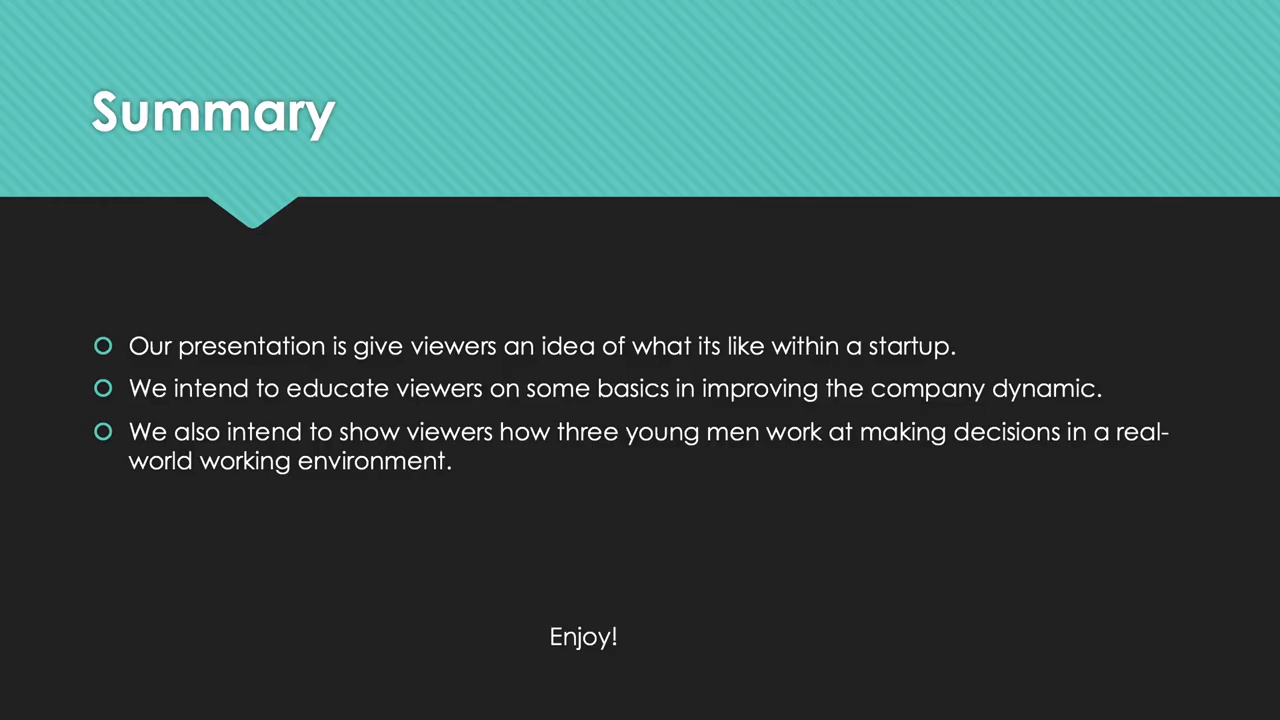 Summary
Our presentation is give viewers an idea of what its like within a startup.
We intend to educate viewers on some basics in improving the company dynamic.
We also intend to show viewers how three young men work at making decisions in a real-
world working environment.
Enjoy!